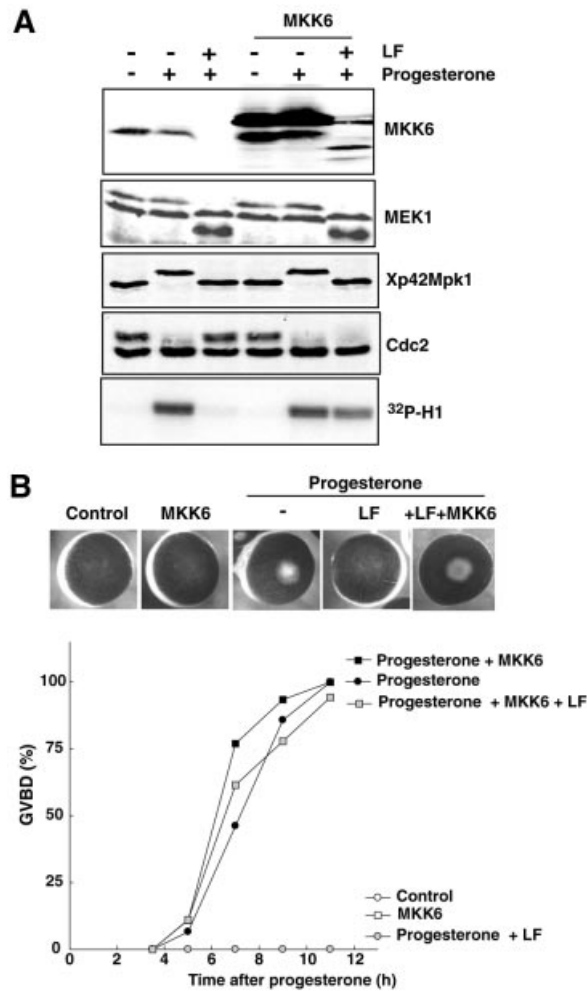 A
MKK6
- - + - - + LF
- + + - + + Progesterone
MKK6
MEK1
Xp42Mpk1
Cdc2
32P-H1
B
Progesterone
Control MKK6 - LF +LF+MKK6
Progesterone + MKK6
Progesterone
Progesterone + MKK6 + LF
100
75
50
25
0
GVBD (%)
Control
MKK6
Progesterone + LF
0 2 4 6 8 10 12
Time after progesterone (h)